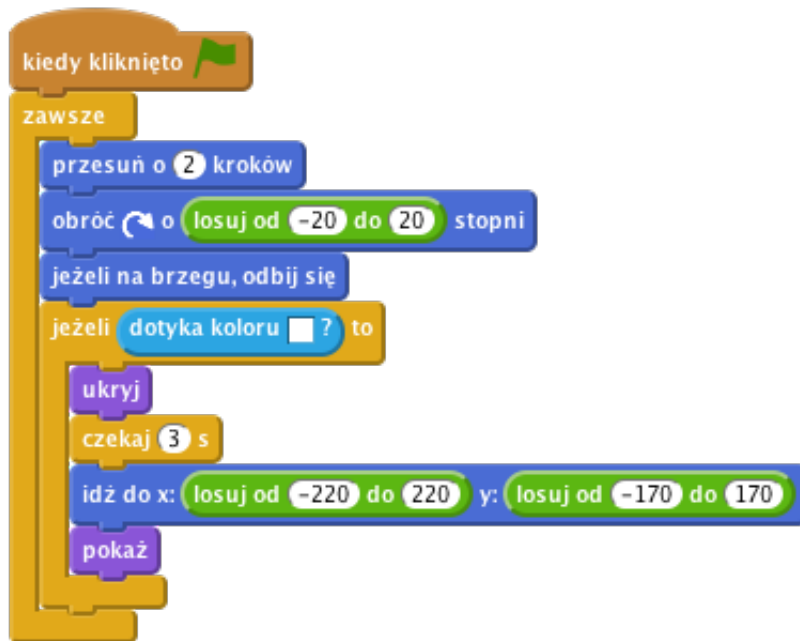 kiedy kliknięto
zawsze
przesuń o 2 kroków
obróć o losuj od -20 do 20 stopni
jeżeli na brzegu, odbij się
jeżeli dotyka koloru ? to
ukryj
czekaj 3 s
idź do x: losuj od -220 do 220 y: losuj od -170 do 170
pokaż